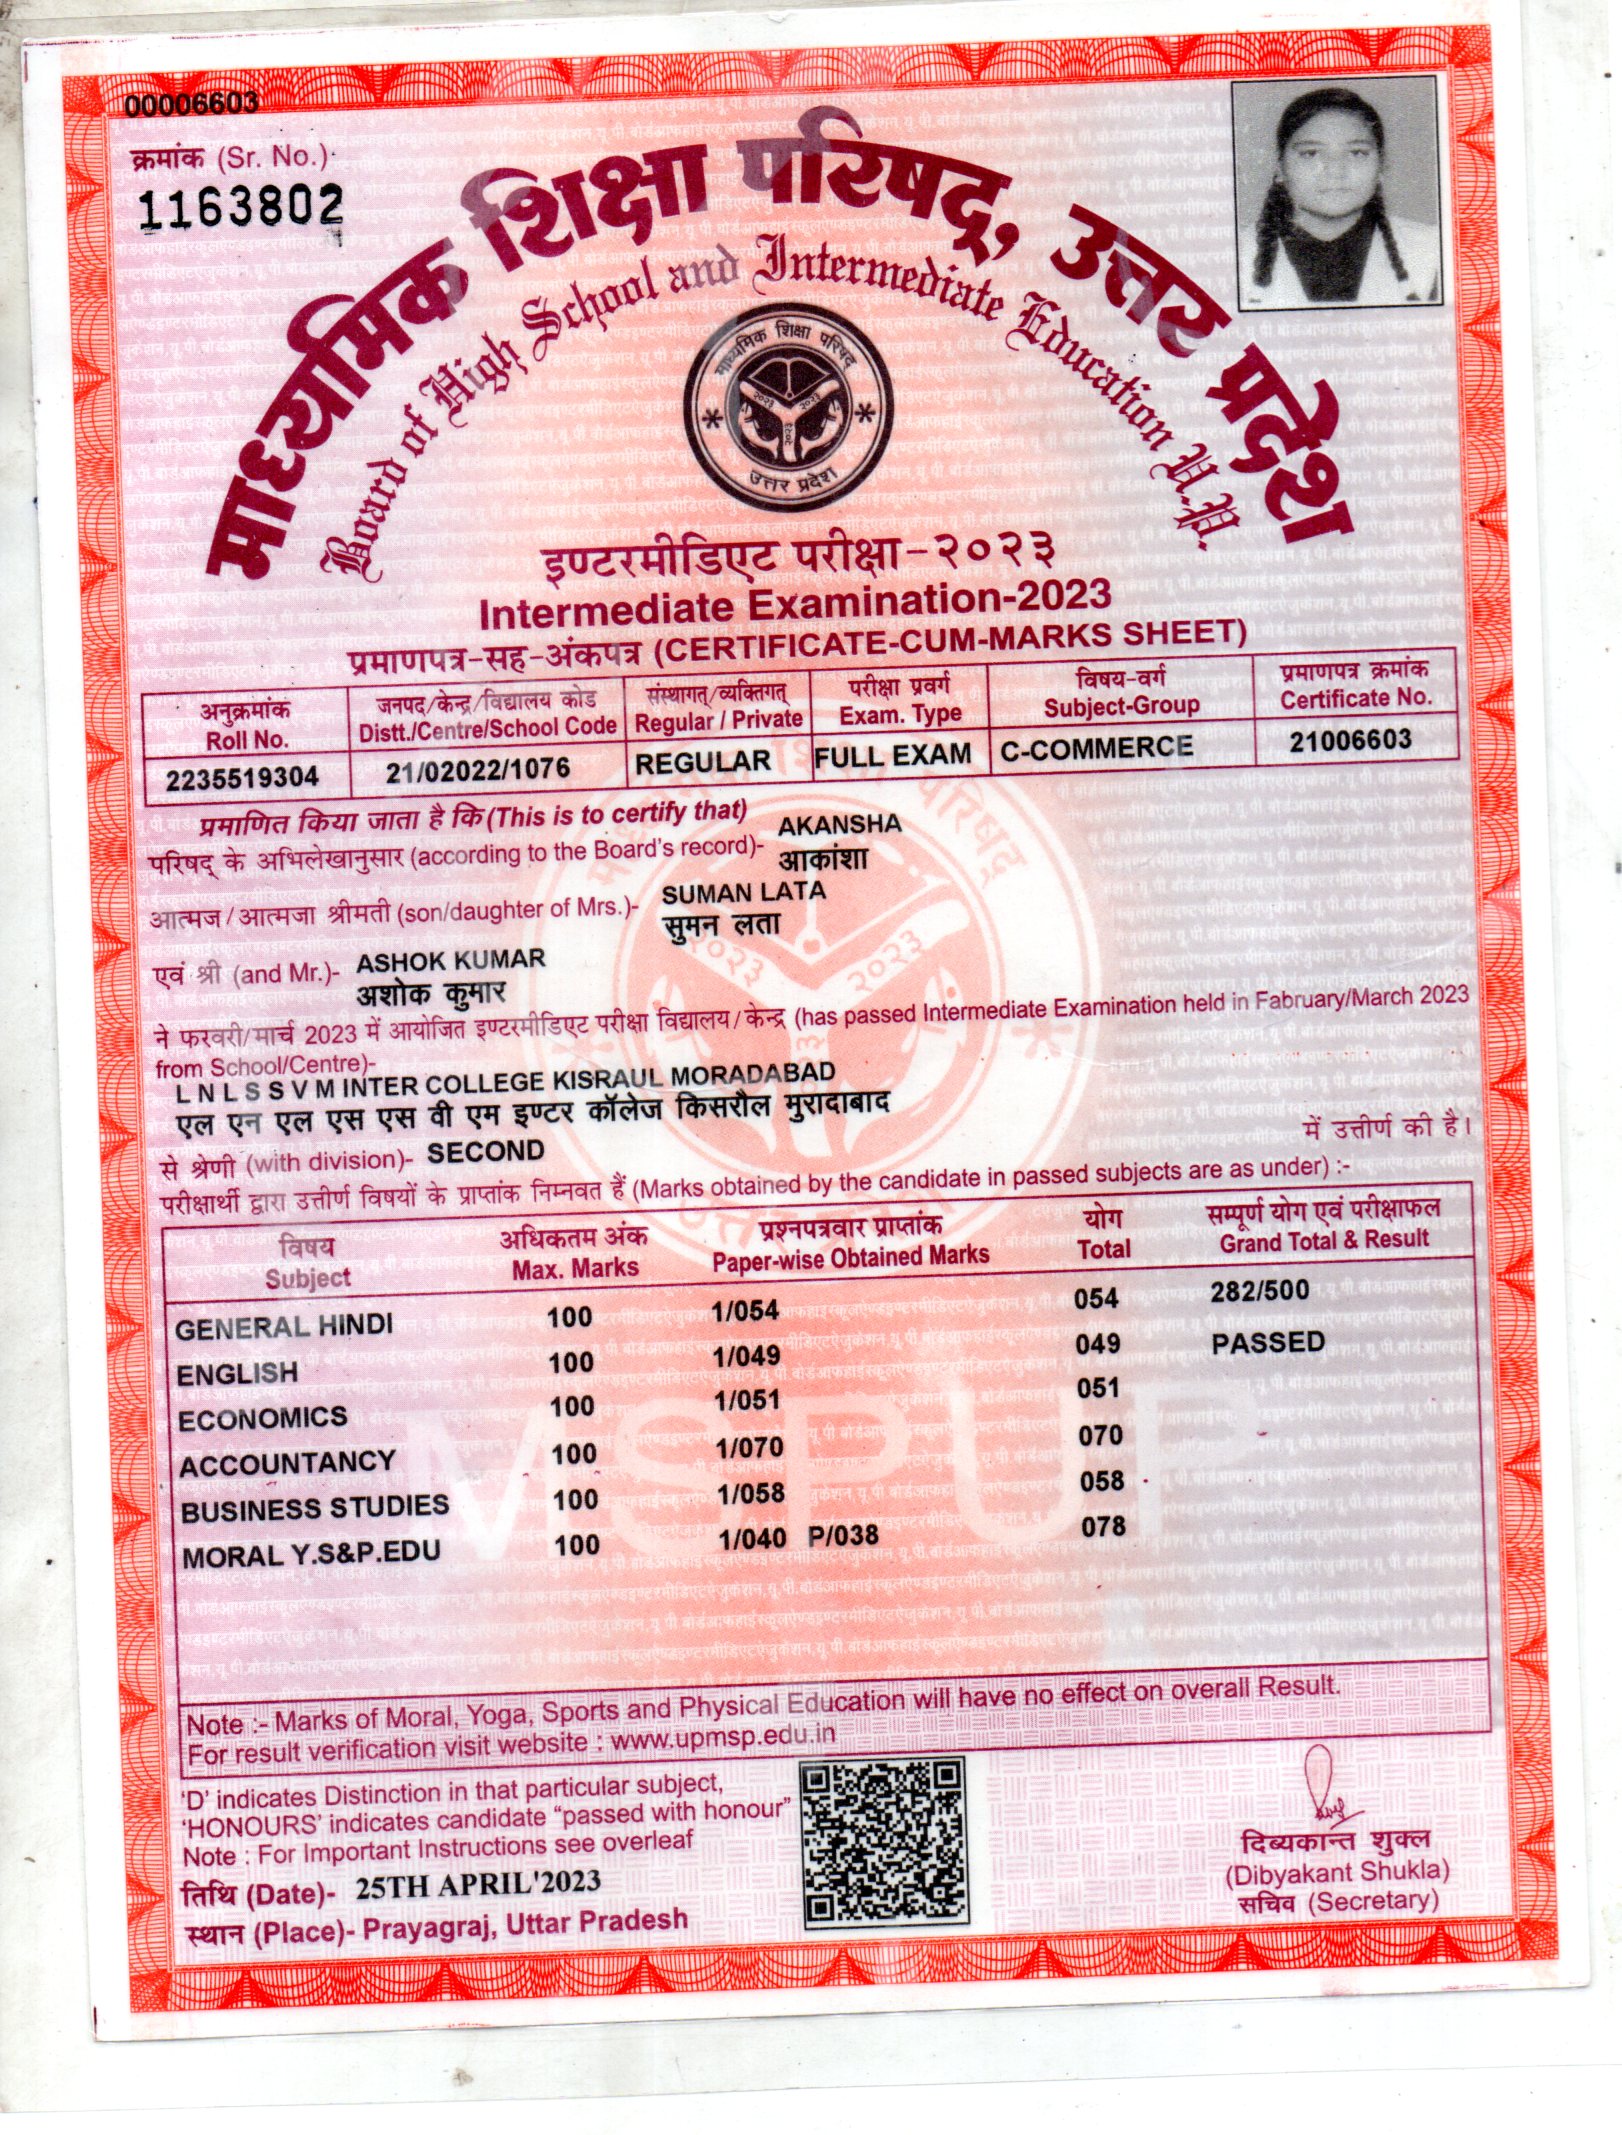 00006603
क्रमांक (Sr. No.)-
1163802
माध्यमिक शिक्षा परिषद्, उत्तर प्रदेश
Board of High School and Intermediate Education U.P.
माध्यमिक शिक्षा परिषद
२०२३ २०२३
२०२३
उत्तर प्रदेश
इण्टरमीडिएट परीक्षा-२०२३
Intermediate Examination-2023
प्रमाणपत्र-सह-अंकपत्र (CERTIFICATE-CUM-MARKS SHEET)
अनुक्रमांक जनपद/केन्द्र/विद्यालय कोड संस्थागत्/व्यक्तिगत् परीक्षा प्रवर्ग विषय-वर्ग प्रमाणपत्र क्रमांक
Roll No. Distt./Centre/School Code Regular / Private Exam. Type Subject-Group Certificate No.
2235519304 21/02022/1076 REGULAR FULL EXAM C-COMMERCE 21006603
प्रमाणित किया जाता है कि (This is to certify that)
परिषद् के अभिलेखानुसार (according to the Board's record)- AKANSHA
आकांशा
आत्मज / आत्मजा श्रीमती (son/daughter of Mrs.)- SUMAN LATA
सुमन लता
एवं श्री (and Mr.)- ASHOK KUMAR
अशोक कुमार
ने फरवरी/मार्च 2023 में आयोजित इण्टरमीडिएट परीक्षा विद्यालय/केन्द्र (has passed Intermediate Examination held in Fabruary/March 2023
from School/Centre)-
L N L S S V M INTER COLLEGE KISRAUL MORADABAD
एल एन एल एस एस वी एम इण्टर कॉलेज किसरौल मुरादाबाद
से श्रेणी (with division)- SECOND में उत्तीर्ण की है।
परीक्षार्थी द्वारा उत्तीर्ण विषयों के प्राप्तांक निम्नवत हैं (Marks obtained by the candidate in passed subjects are as under) :-
विषय अधिकतम अंक प्रश्नपत्रवार प्राप्तांक योग सम्पूर्ण योग एवं परीक्षाफल
Subject Max. Marks Paper-wise Obtained Marks Total Grand Total & Result
GENERAL HINDI 100 1/054 054 282/500
ENGLISH 100 1/049 049 PASSED
ECONOMICS 100 1/051 051
ACCOUNTANCY 100 1/070 070
BUSINESS STUDIES 100 1/058 058
MORAL Y.S&P.EDU 100 1/040 P/038 078
MSPUP
Note :- Marks of Moral, Yoga, Sports and Physical Education will have no effect on overall Result.
For result verification visit website : www.upmsp.edu.in
'D' indicates Distinction in that particular subject,
'HONOURS' indicates candidate "passed with honour"
Note : For Important Instructions see overleaf
तिथि (Date)- 25TH APRIL'2023
स्थान (Place)- Prayagraj, Uttar Pradesh
दिव्यकान्त शुक्ल
(Dibyakant Shukla)
सचिव (Secretary)